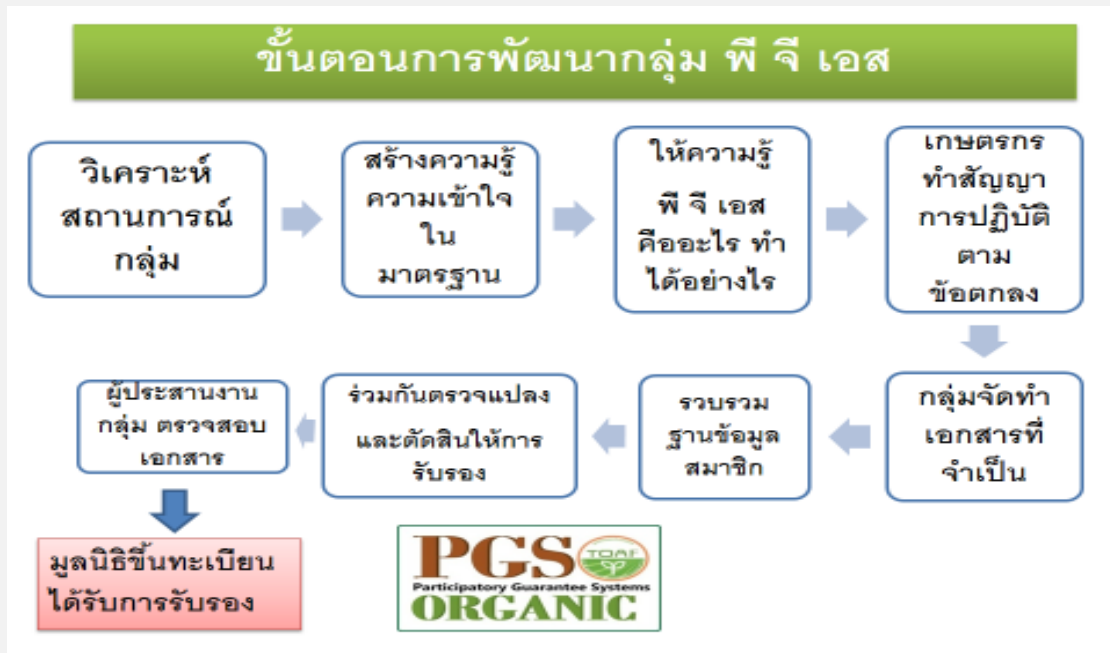 ขั้นตอนการพัฒนากลุ่ม พี จี เอส
วิเคราะห์
สถานการณ์
กลุ่ม
สร้างความรู้
ความเข้าใจ
ใน
มาตรฐาน
ให้ความรู้
พี จี เอส
คืออะไร ทำ
ได้อย่างไร
เกษตรกร
ทำสัญญา
การปฏิบัติ
ตาม
ข้อตกลง
กลุ่มจัดทำ
เอกสารที่
จำเป็น
รวบรวม
ฐานข้อมูล
สมาชิก
ร่วมกันตรวจแปลง
และตัดสินให้การ
รับรอง
ผู้ประสานงาน
กลุ่ม ตรวจสอบ
เอกสาร
มูลนิธิขึ้นทะเบียน
ได้รับการรับรอง
PGS TOAF
Participatory Guarantee Systems
ORGANIC